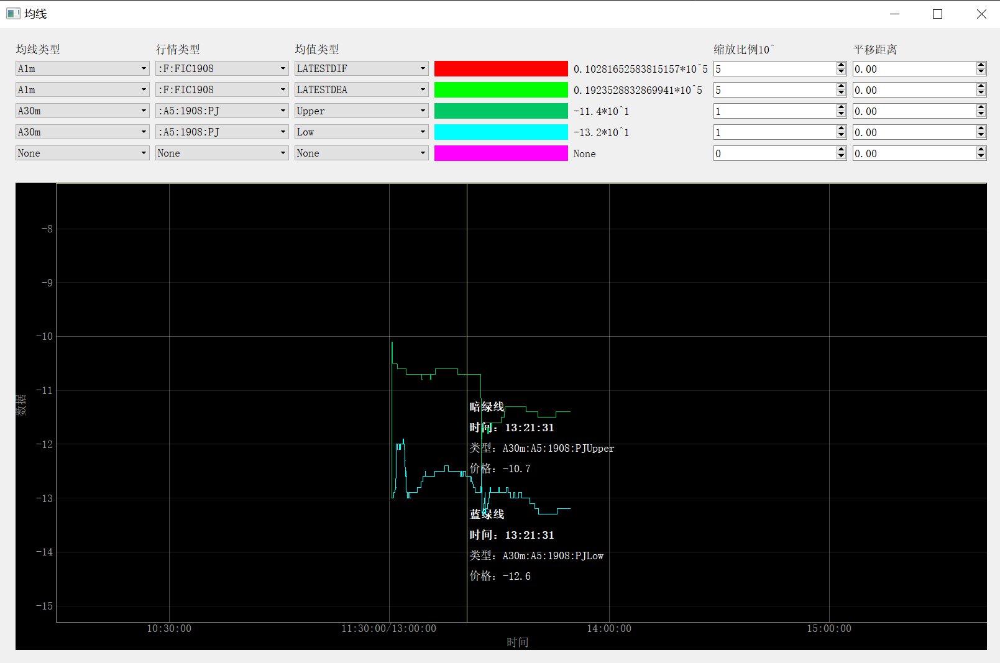 均线
均线类型 行情类型 均值类型 缩放比例10^ 平移距离
A1m :F:FIC1908 LATESTDIF 0.10281652583815157*10^5 5 0.00
A1m :F:FIC1908 LATESTDEA 0.1923528832869941*10^5 5 0.00
A30m :A5:1908:PJ Upper -11.4*10^1 1 0.00
A30m :A5:1908:PJ Low -13.2*10^1 1 0.00
None None None None 0 0.00
-8
-9
-10
-11
-12
-13
-14
-15
数据
暗绿线
时间：13:21:31
类型：A30m:A5:1908:PJUpper
价格：-10.7
蓝绿线
时间：13:21:31
类型：A30m:A5:1908:PJLow
价格：-12.6
10:30:00 11:30:00/13:00:00 14:00:00 15:00:00
时间